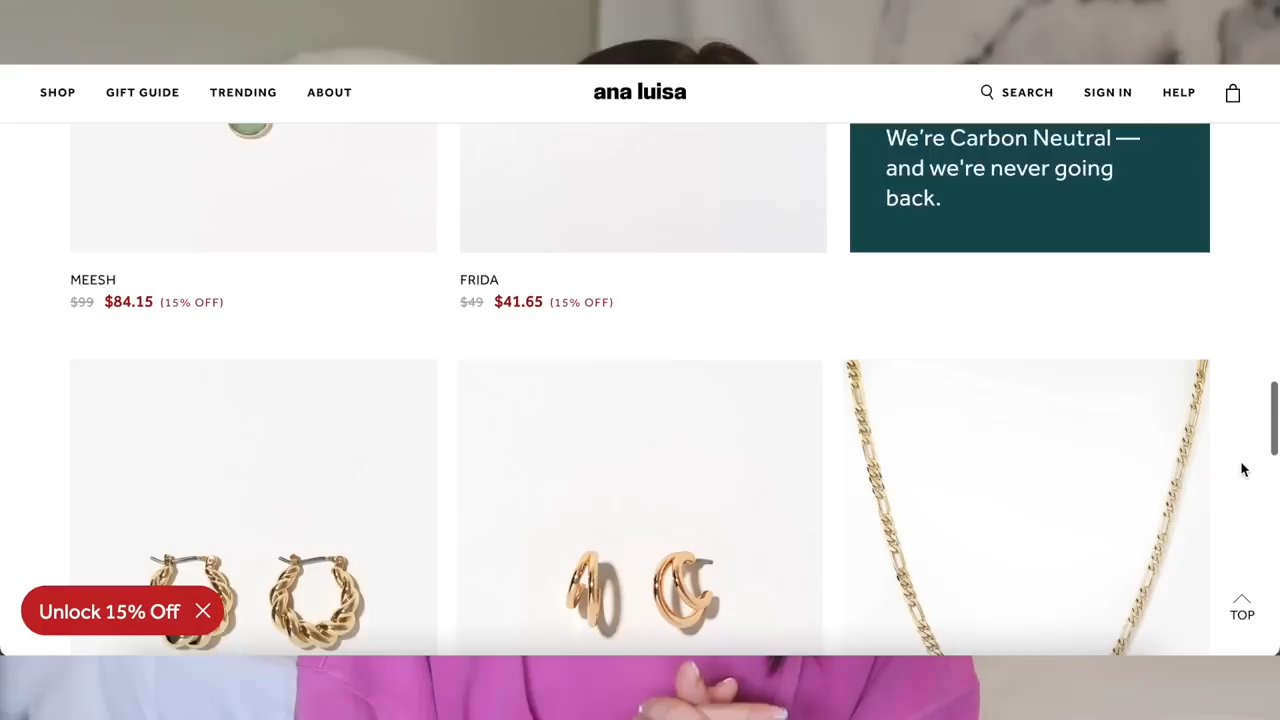 SHOP GIFT GUIDE TRENDING ABOUT ana luisa SEARCH SIGN IN HELP
We're Carbon Neutral —
and we're never going
back.
MEESH
$99 $84.15 (15% OFF)
FRIDA
$49 $41.65 (15% OFF)
Unlock 15% Off
TOP